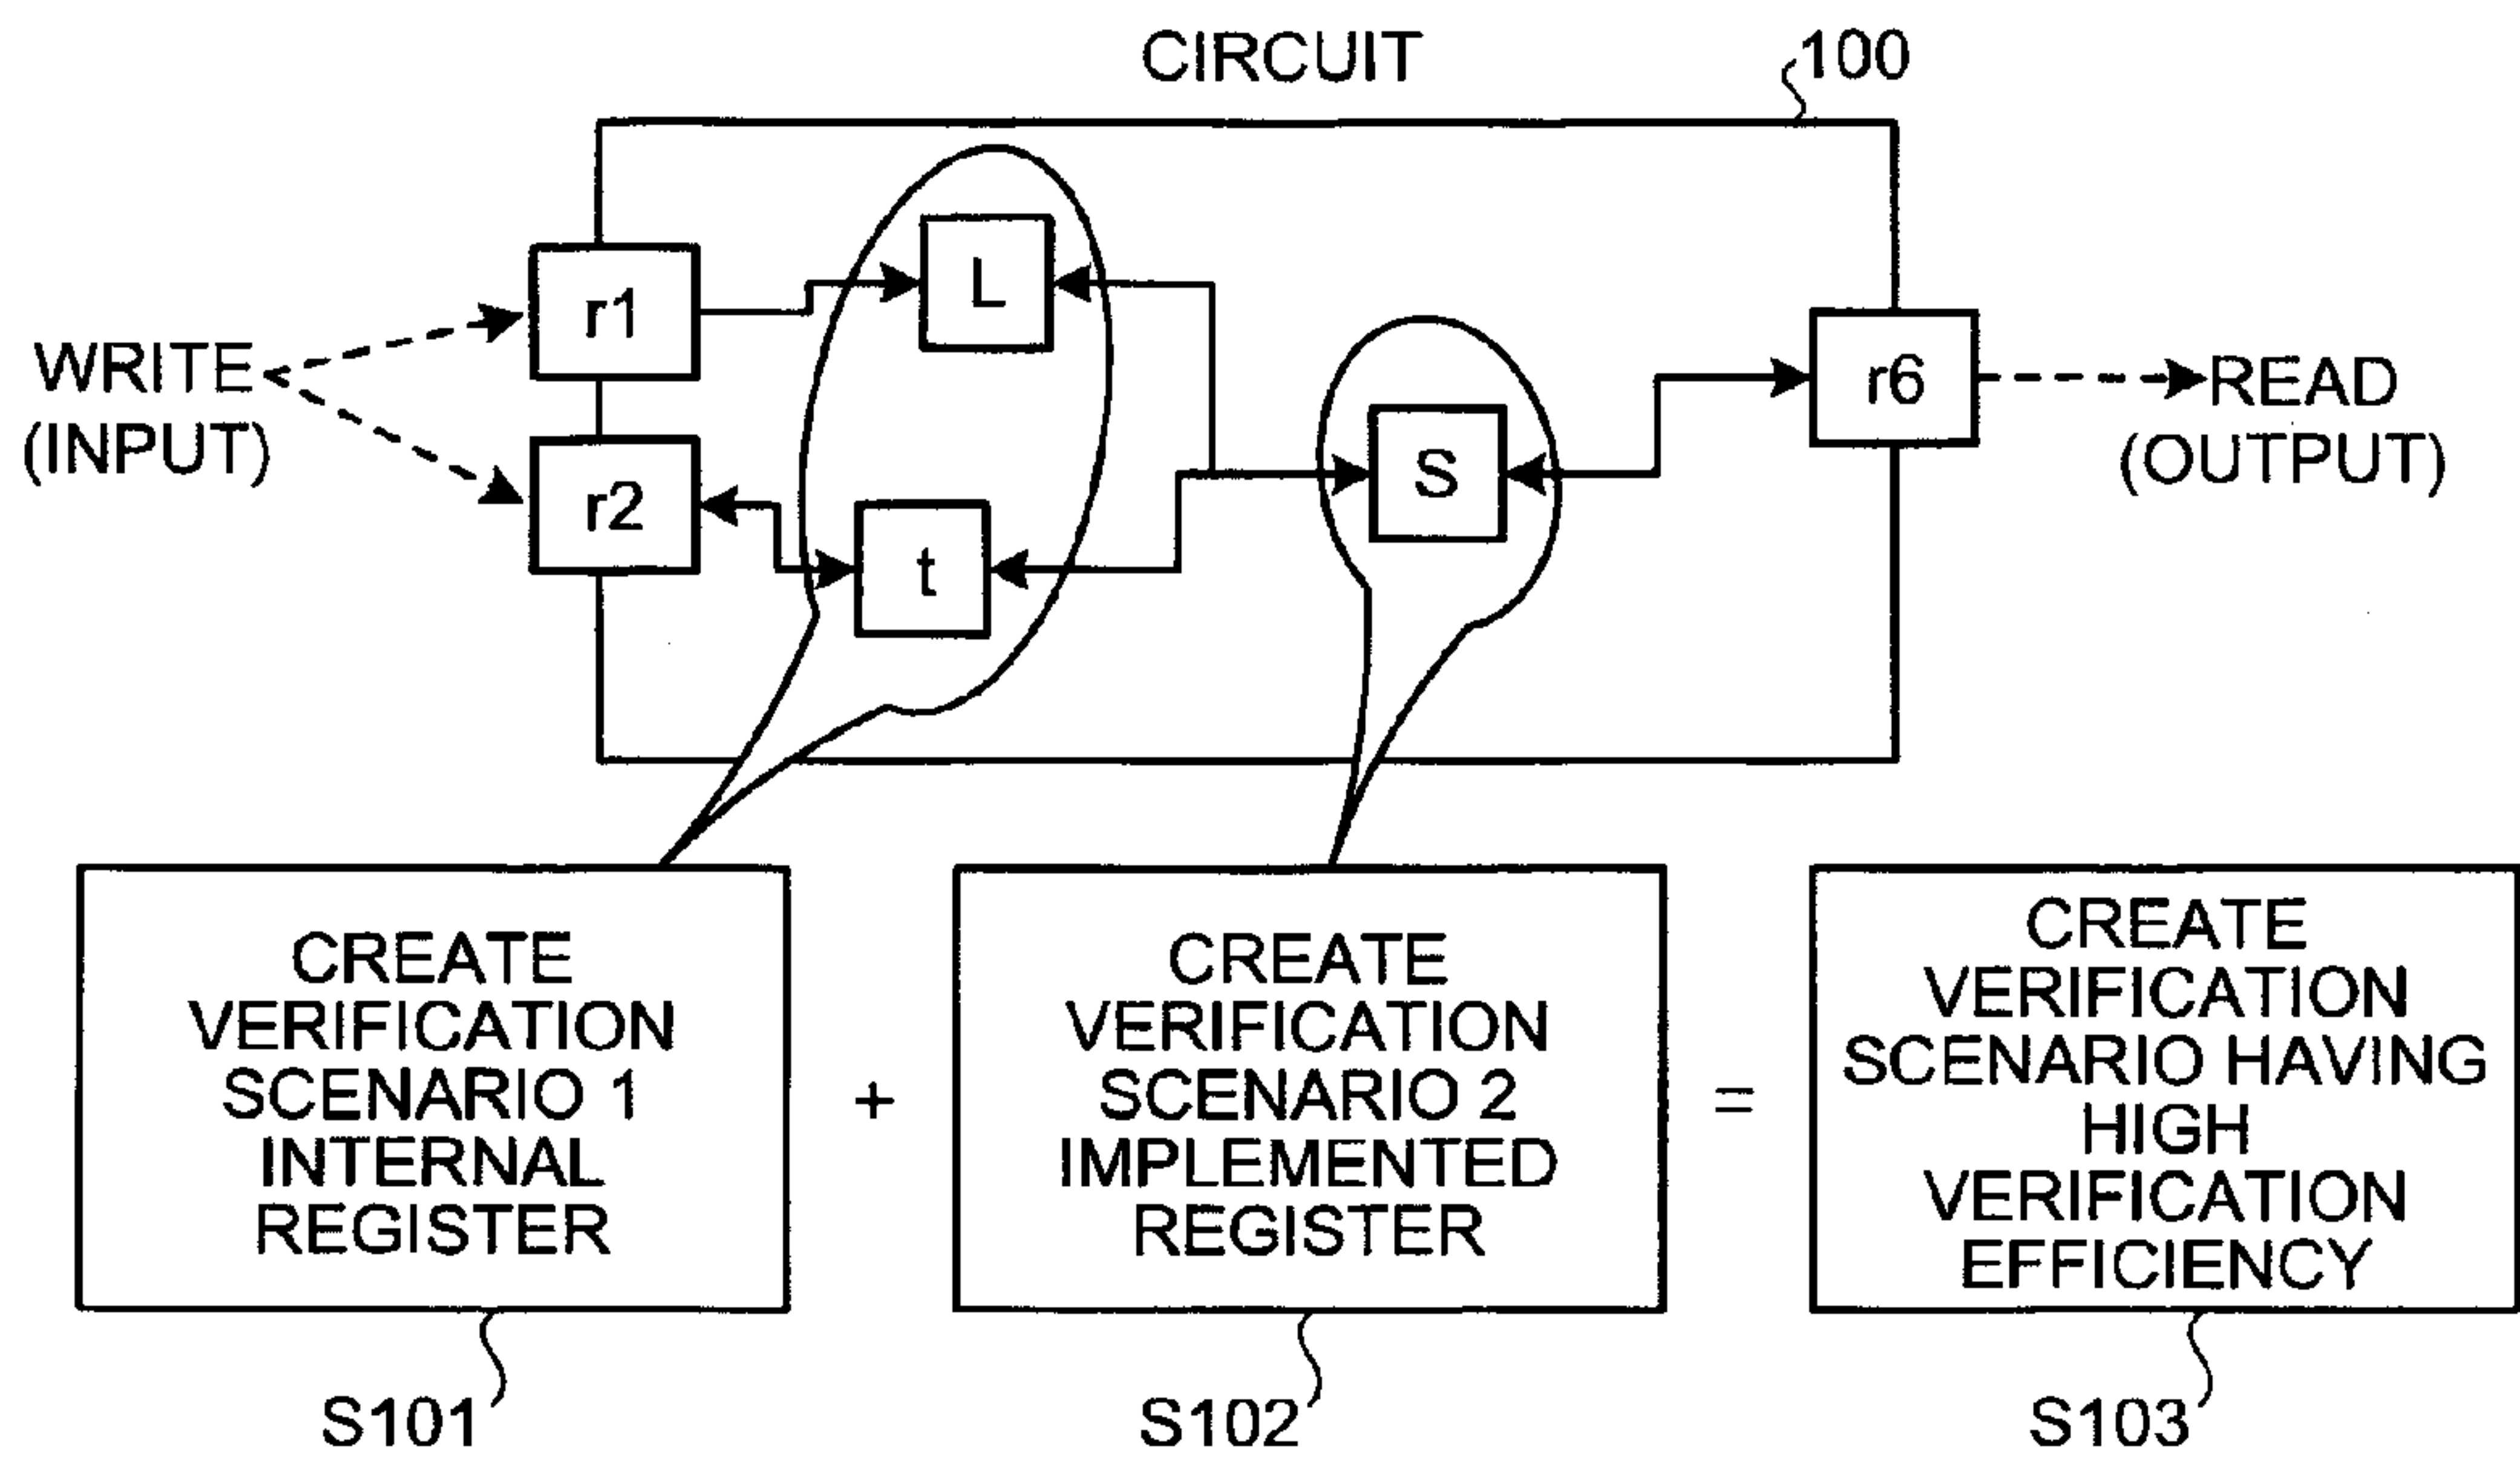 CIRCUIT
100
r1
L
WRITE
(INPUT)
r2
t
S
r6
READ
(OUTPUT)
CREATE
VERIFICATION
SCENARIO 1
INTERNAL
REGISTER
+
CREATE
VERIFICATION
SCENARIO 2
IMPLEMENTED
REGISTER
=
CREATE
VERIFICATION
SCENARIO HAVING
HIGH
VERIFICATION
EFFICIENCY
S101
S102
S103